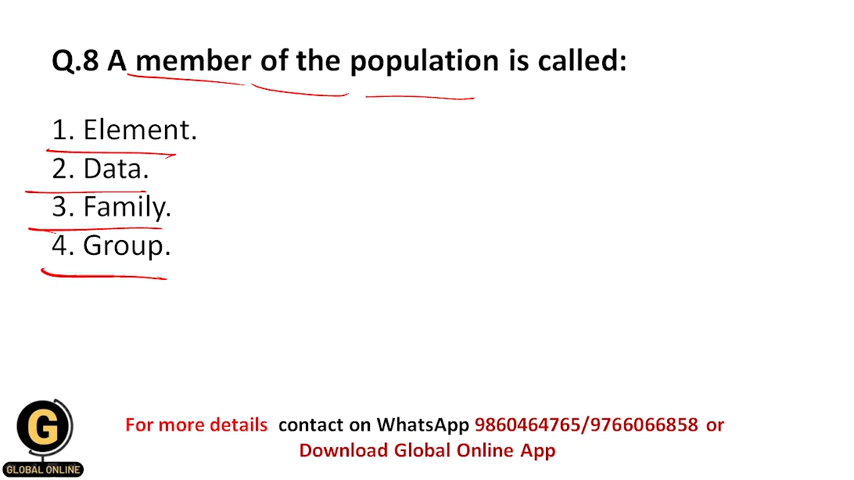 Q.8 A member of the population is called:
1. Element.
2. Data.
3. Family.
4. Group.
G
GLOBAL ONLINE
For more details contact on WhatsApp 9860464765/9766066858 or
Download Global Online App